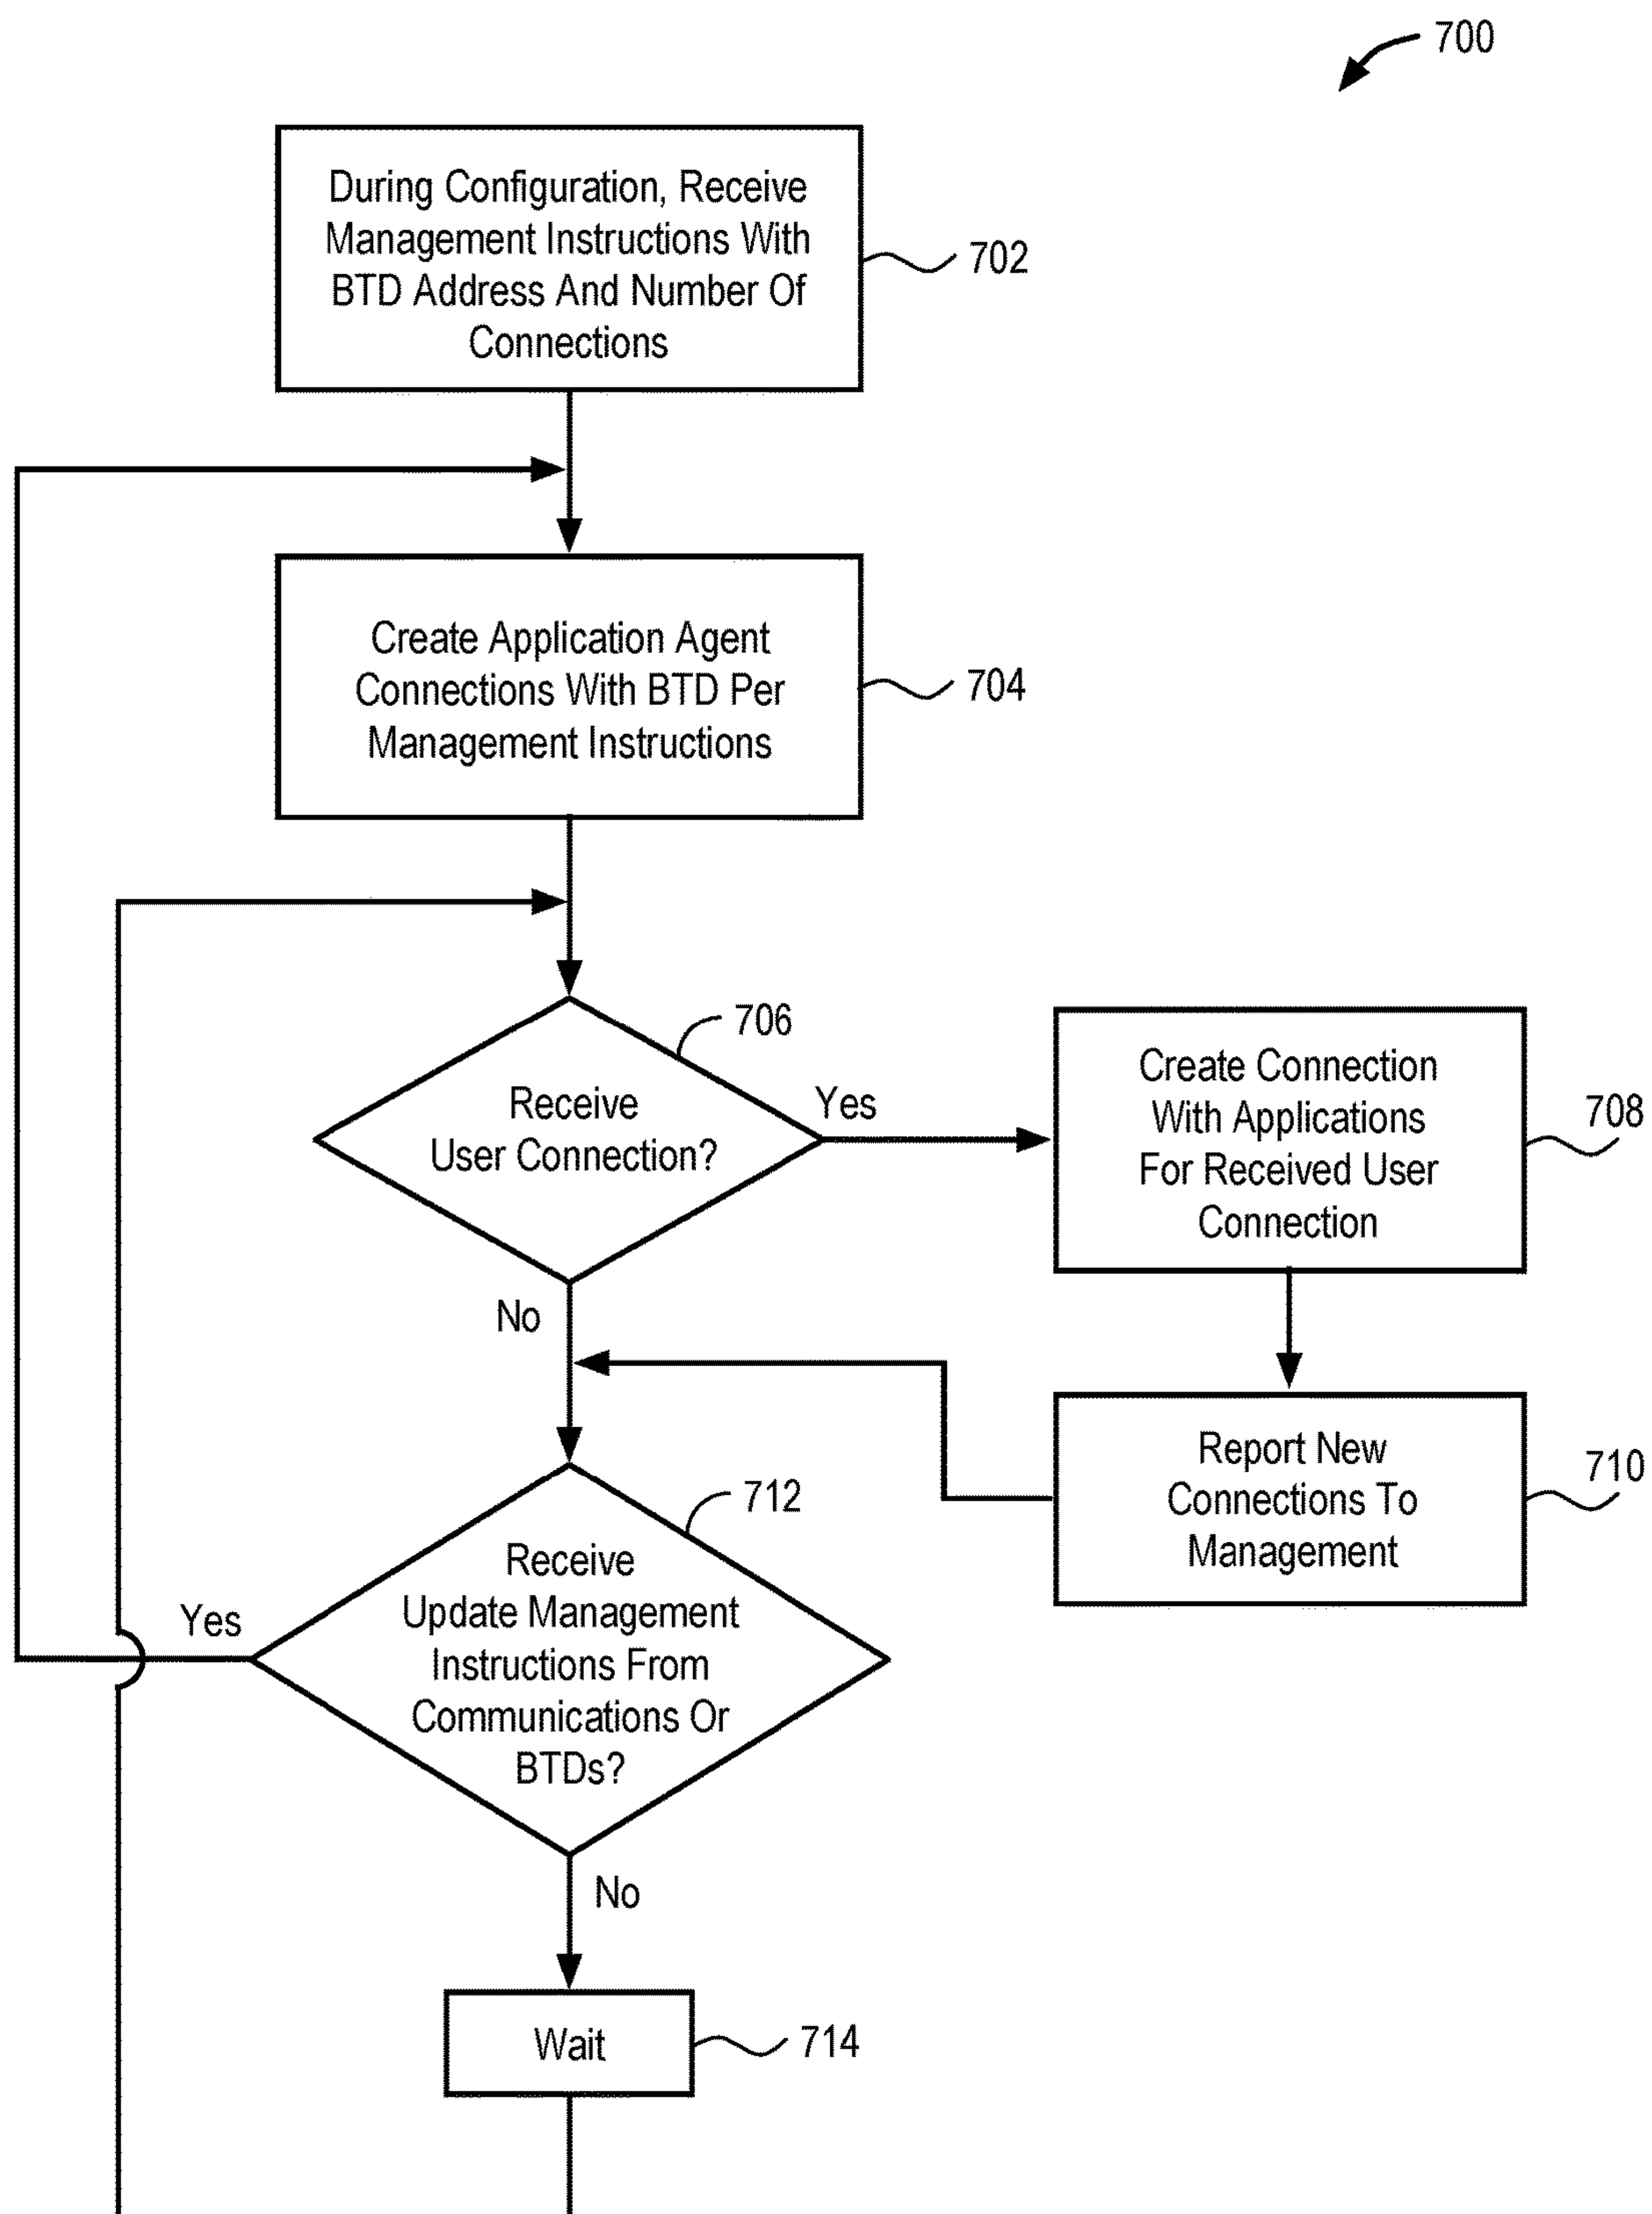 700
During Configuration, Receive
Management Instructions With
BTD Address And Number Of
Connections
702
Create Application Agent
Connections With BTD Per
Management Instructions
704
706
Receive
User Connection?
Yes
No
Create Connection
With Applications
For Received User
Connection
708
Report New
Connections To
Management
710
712
Receive
Update Management
Instructions From
Communications Or
BTDs?
Yes
No
Wait
714